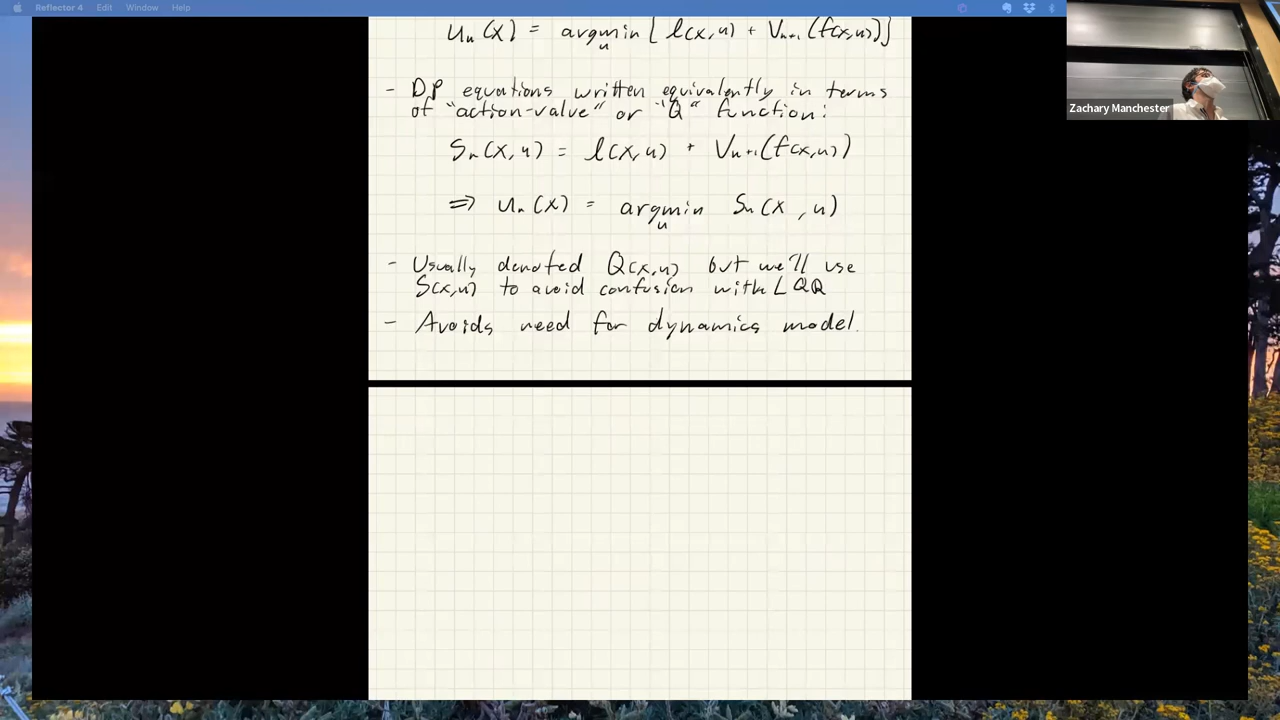 Reflector 4 Edit Window Help
uₙ(x) = argmin [ l(x,u) + Vₙ₊₁(f(x,u)) ]
u
- DP equations written equivalently in terms
of "action-value" or "Q" function:
Sₙ(x,u) = l(x,u) + Vₙ₊₁(f(x,u))
⇒ uₙ(x) = argmin Sₙ(x,u)
u
- Usually denoted Q(x,u) but we'll use
S(x,u) to avoid confusion with LQR
- Avoids need for dynamics model.
Zachary Manchester